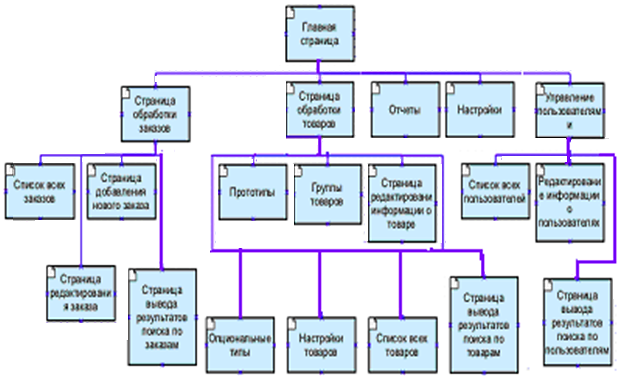 Главная
страница
Страница
обработки
заказов
Страница
обработки
товаров
Отчеты
Настройки
Управление
пользователям
и
Список всех
заказов
Страница
добавления
нового заказа
Прототипы
Группы
товаров
Страница
редактировани
информации о
товаре
Список всех
пользователей
Редактировани
е информации
о
пользователях
Страница
редактировани
я заказа
Страница
вывода
результатов
поиска по
заказам
Опциональные
типы
Настройки
товаров
Список всех
товаров
Страница
вывода
результатов
поиска по
товарам
Страница
вывода
результатов
поиска по
пользователям